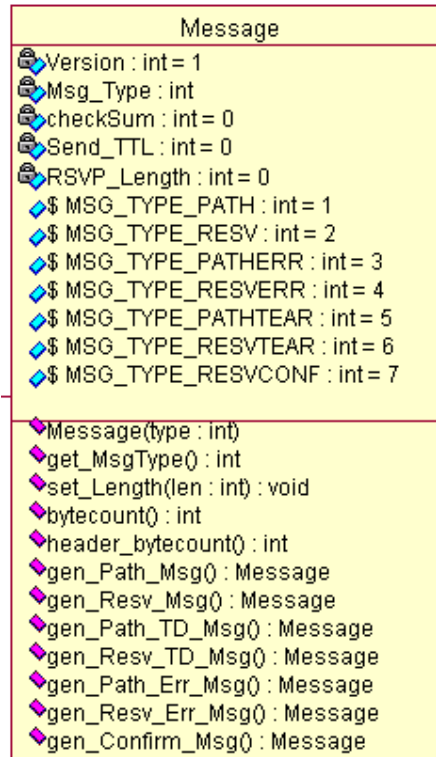 Message
Version : int = 1
Msg_Type : int
checkSum : int = 0
Send_TTL : int = 0
RSVP_Length : int = 0
$ MSG_TYPE_PATH : int = 1
$ MSG_TYPE_RESV : int = 2
$ MSG_TYPE_PATHERR : int = 3
$ MSG_TYPE_RESVERR : int = 4
$ MSG_TYPE_PATHTEAR : int = 5
$ MSG_TYPE_RESVTEAR : int = 6
$ MSG_TYPE_RESVCONF : int = 7
Message(type : int)
get_MsgType() : int
set_Length(len : int) : void
bytecount() : int
header_bytecount() : int
gen_Path_Msg() : Message
gen_Resv_Msg() : Message
gen_Path_TD_Msg() : Message
gen_Resv_TD_Msg() : Message
gen_Path_Err_Msg() : Message
gen_Resv_Err_Msg() : Message
gen_Confirm_Msg() : Message